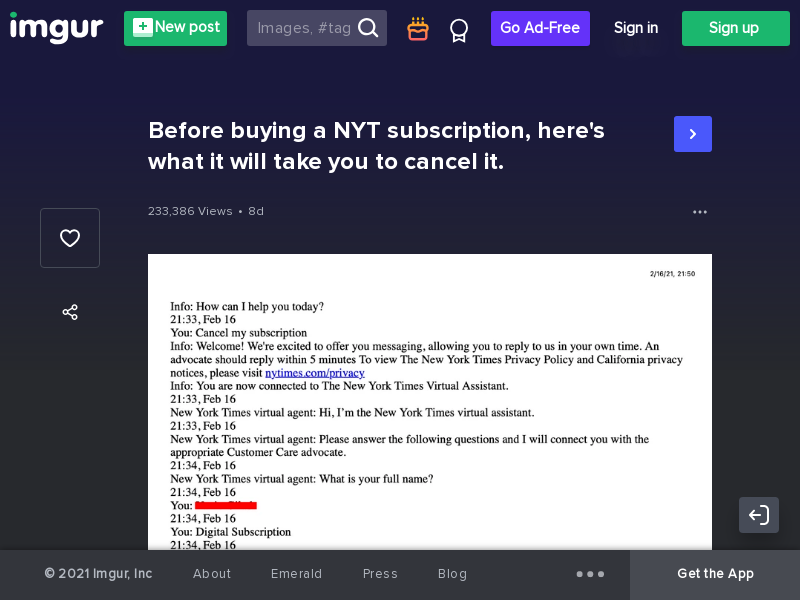 imgur
New post
Images, #tag
Go Ad-Free
Sign in
Sign up
Before buying a NYT subscription, here's
what it will take you to cancel it.
233,386 Views • 8d
2/16/21, 21:50
Info: How can I help you today?
21:33, Feb 16
You: Cancel my subscription
Info: Welcome! We're excited to offer you messaging, allowing you to reply to us in your own time. An
advocate should reply within 5 minutes To view The New York Times Privacy Policy and California privacy
notices, please visit nytimes.com/privacy
Info: You are now connected to The New York Times Virtual Assistant.
21:33, Feb 16
New York Times virtual agent: Hi, I'm the New York Times virtual assistant.
21:33, Feb 16
New York Times virtual agent: Please answer the following questions and I will connect you with the
appropriate Customer Care advocate.
21:34, Feb 16
New York Times virtual agent: What is your full name?
21:34, Feb 16
You:
21:34, Feb 16
You: Digital Subscription
21:34, Feb 16
© 2021 Imgur, Inc
About
Emerald
Press
Blog
Get the App